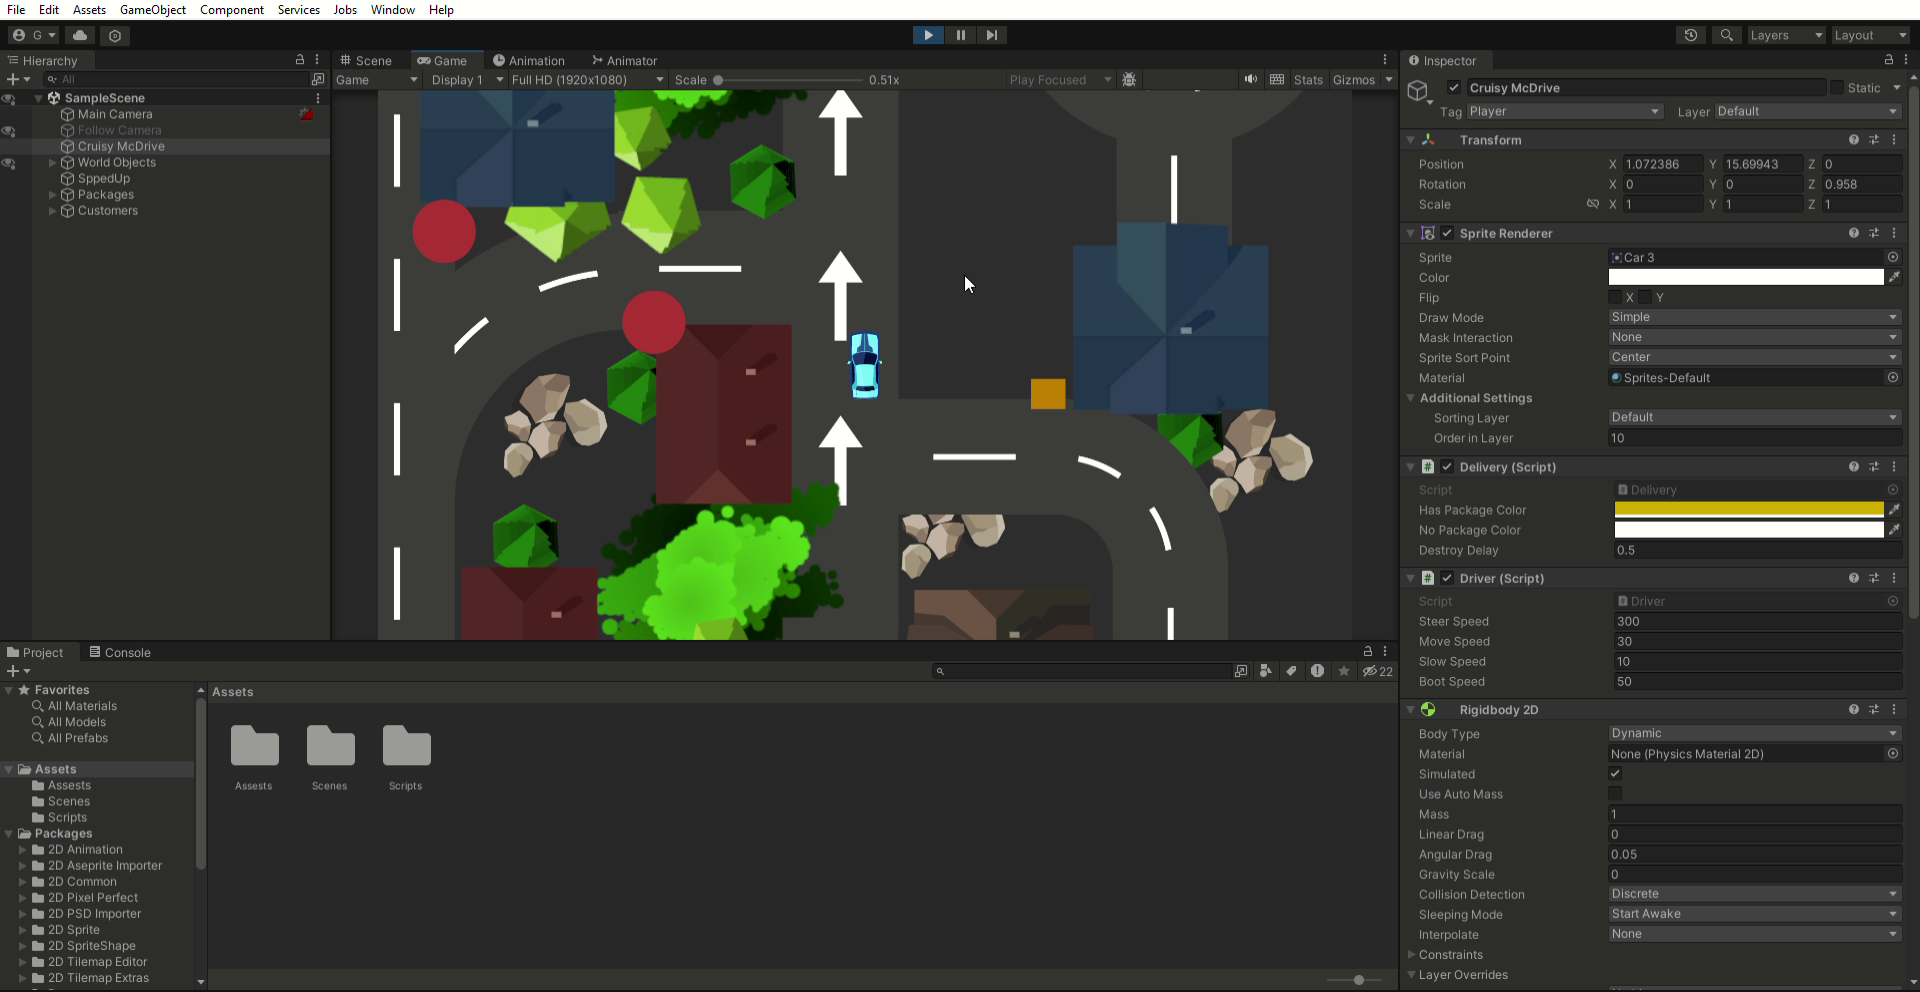 File Edit Assets GameObject Component Services Jobs Window Help
G Layers Layout
Hierarchy
All
SampleScene
Main Camera
Follow Camera
Cruisy McDrive
World Objects
SppedUp
Packages
Customers
Scene Game Animation Animator
Game Display 1 Full HD (1920x1080) Scale 0.51x Play Focused Stats Gizmos
Project Console
22
Favorites
All Materials
All Models
All Prefabs
Assets
Assests
Scenes
Scripts
Packages
2D Animation
2D Aseprite Importer
2D Common
2D Pixel Perfect
2D PSD Importer
2D Sprite
2D SpriteShape
2D Tilemap Editor
2D Tilemap Extras
Assets
Assests Scenes Scripts
Inspector
Cruisy McDrive Static
Tag Player Layer Default
Transform
Position X 1.072386 Y 15.69943 Z 0
Rotation X 0 Y 0 Z 0.958
Scale X 1 Y 1 Z 1
Sprite Renderer
Sprite Car 3
Color
Flip X Y
Draw Mode Simple
Mask Interaction None
Sprite Sort Point Center
Material Sprites-Default
Additional Settings
Sorting Layer Default
Order in Layer 10
Delivery (Script)
Script Delivery
Has Package Color
No Package Color
Destroy Delay 0.5
Driver (Script)
Script Driver
Steer Speed 300
Move Speed 30
Slow Speed 10
Boot Speed 50
Rigidbody 2D
Body Type Dynamic
Material None (Physics Material 2D)
Simulated
Use Auto Mass
Mass 1
Linear Drag 0
Angular Drag 0.05
Gravity Scale 0
Collision Detection Discrete
Sleeping Mode Start Awake
Interpolate None
Constraints
Layer Overrides